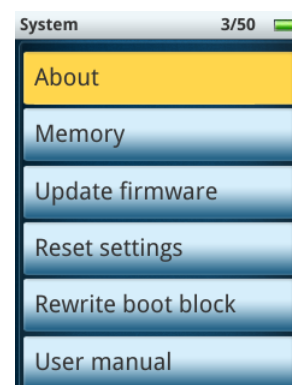 System 3/50
About
Memory
Update firmware
Reset settings
Rewrite boot block
User manual